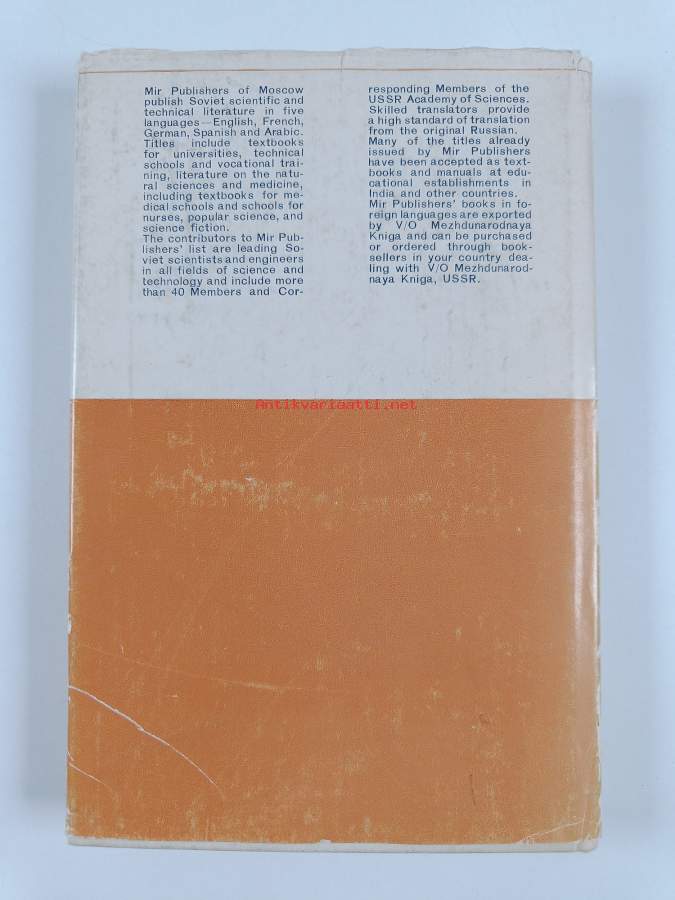 Mir Publishers of Moscow
publish Soviet scientific and
technical literature in five
languages—English, French,
German, Spanish and Arabic.
Titles include textbooks
for universities, technical
schools and vocational trai-
ning, literature on the natu-
ral sciences and medicine,
including textbooks for me-
dical schools and schools for
nurses, popular science, and
science fiction.
The contributors to Mir Pub-
lishers' list are leading So-
viet scientists and engineers
in all fields of science and
technology and include more
than 40 Members and Cor-
responding Members of the
USSR Academy of Sciences.
Skilled translators provide
a high standard of translation
from the original Russian.
Many of the titles already
issued by Mir Publishers
have been accepted as text-
books and manuals at edu-
cational establishments in
India and other countries.
Mir Publishers' books in fo-
reign languages are exported
by V/O Mezhdunarodnaya
Kniga and can be purchased
or ordered through book-
sellers in your country dea-
ling with V/O Mezhdunarod-
naya Kniga, USSR.
Antikvariaatti.net